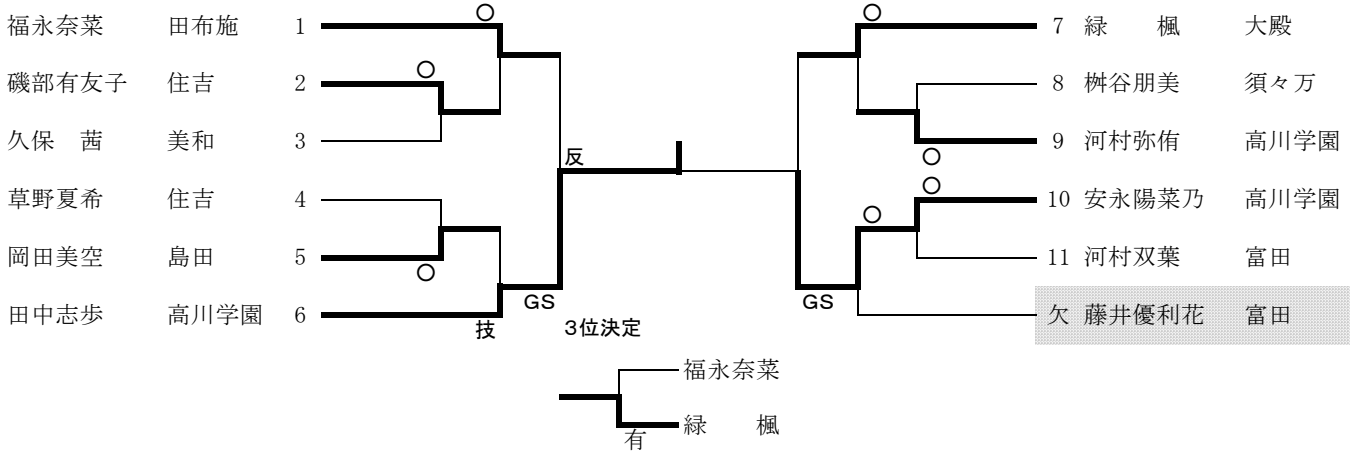 福永奈菜 田布施 1
磯部有友子 住吉 2
久保 茜 美和 3
草野夏希 住吉 4
岡田美空 島田 5
田中志歩 高川学園 6
技
GS
反
GS
7 緑 楓 大殿
8 桝谷朋美 須々万
9 河村弥侑 高川学園
10 安永陽菜乃 高川学園
11 河村双葉 富田
欠 藤井優利花 富田
3位決定
福永奈菜
緑 楓
有